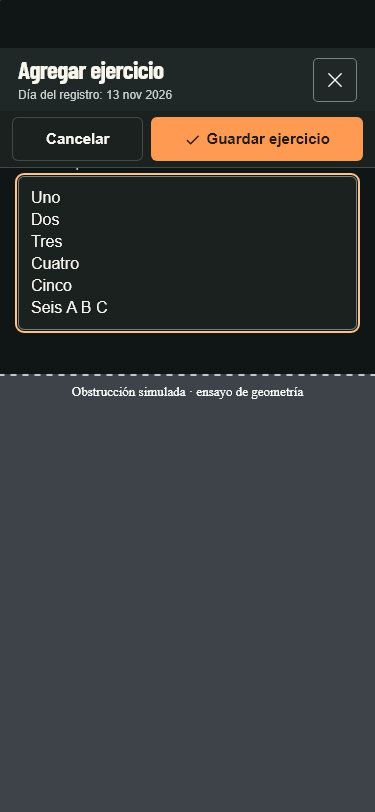 Agregar ejercicio
Día del registro: 13 nov 2026
Cancelar
Guardar ejercicio
Uno
Dos
Tres
Cuatro
Cinco
Seis A B C
Obstrucción simulada · ensayo de geometría